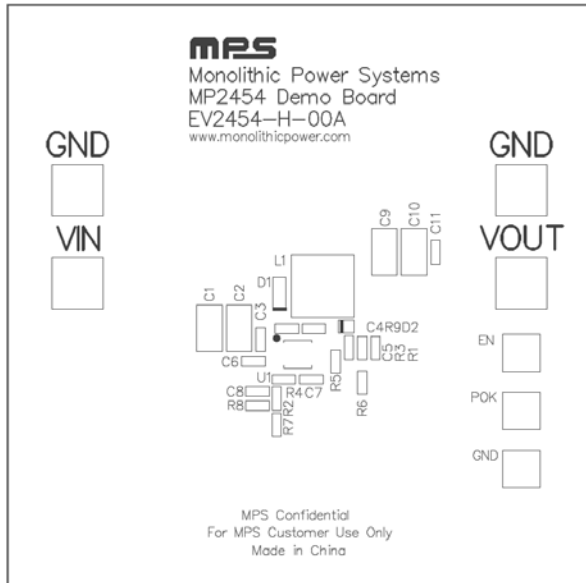 MPS
Monolithic Power Systems
MP2454 Demo Board
EV2454-H-00A
www.monolithicpower.com
GND
GND
VIN
VOUT
C9
C10
C11
L1
D1
C1
C2
C3
C4R9D2
C5
R3
R1
C6
U1
R5
C8
R4C7
R8
R2
R6
R7
EN
POK
GND
MPS Confidential
For MPS Customer Use Only
Made in China